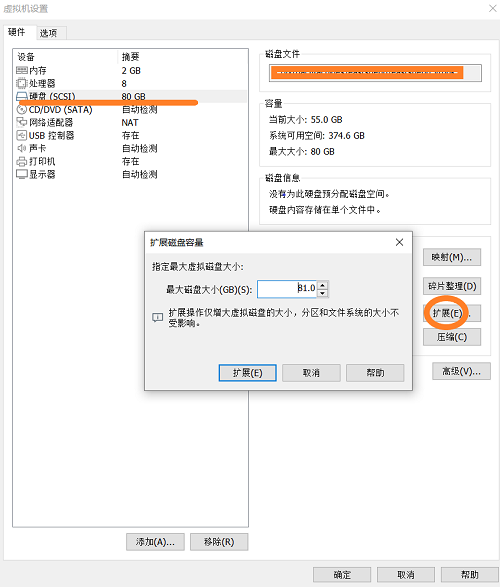 虚拟机设置
硬件 选项
设备 摘要
内存 2 GB
处理器 8
硬盘 (SCSI) 80 GB
CD/DVD (SATA) 自动检测
网络适配器 NAT
USB 控制器 存在
声卡 自动检测
打印机 存在
显示器 自动检测
添加(A)... 移除(R)
磁盘文件
容量
当前大小: 55.0 GB
系统可用空间: 374.6 GB
最大大小: 80 GB
磁盘信息
没有为此硬盘预分配磁盘空间。
硬盘内容存储在单个文件中。
映射(M)...
碎片整理(D)
扩展(E)...
压缩(C)
高级(V)...
扩展磁盘容量
指定最大虚拟磁盘大小:
最大磁盘大小(GB)(S): 81.0
扩展操作仅增大虚拟磁盘的大小，分区和文件系统的大小不
受影响。
扩展(E) 取消 帮助
确定 取消 帮助